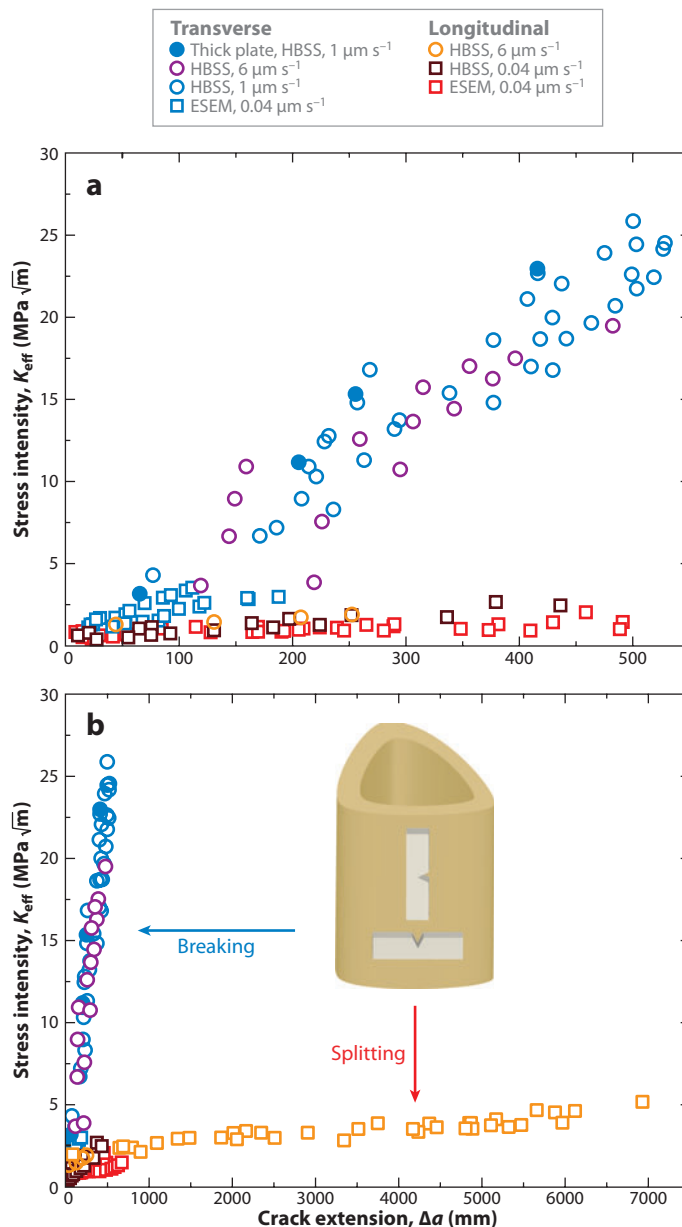 Transverse
Thick plate, HBSS, 1 μm s⁻¹
HBSS, 6 μm s⁻¹
HBSS, 1 μm s⁻¹
ESEM, 0.04 μm s⁻¹
Longitudinal
HBSS, 6 μm s⁻¹
HBSS, 0.04 μm s⁻¹
ESEM, 0.04 μm s⁻¹
a
Stress intensity, Keff (MPa √m)
30
25
20
15
10
5
0
0 100 200 300 400 500
b
Stress intensity, Keff (MPa √m)
30
25
20
15
10
5
0
Breaking
Splitting
0 1000 2000 3000 4000 5000 6000 7000
Crack extension, Δa (mm)